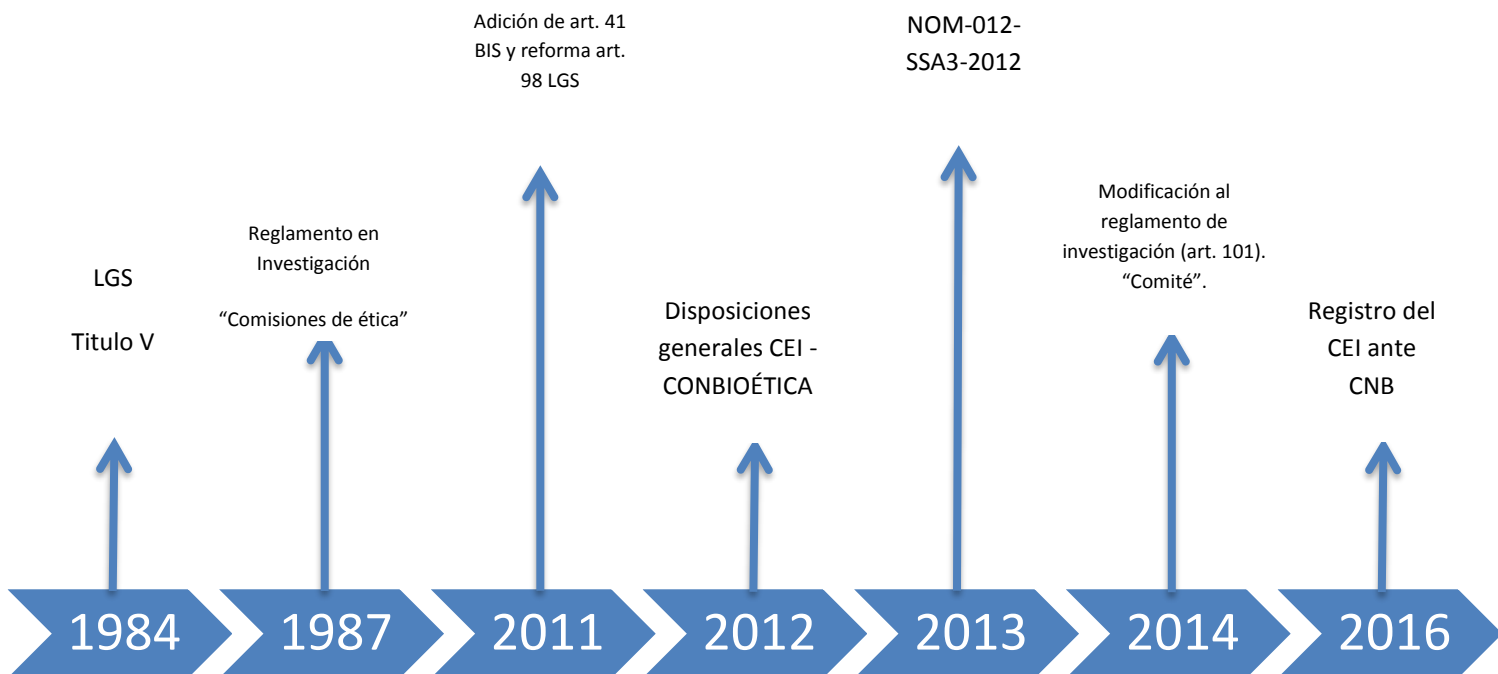 Adición de art. 41
BIS y reforma art.
98 LGS
NOM-012-
SSA3-2012
Modificación al
reglamento de
investigación (art. 101).
“Comité”.
Reglamento en
Investigación
“Comisiones de ética”
LGS
Titulo V
Disposiciones
generales CEI -
CONBIOÉTICA
Registro del
CEI ante
CNB
1984
1987
2011
2012
2013
2014
2016